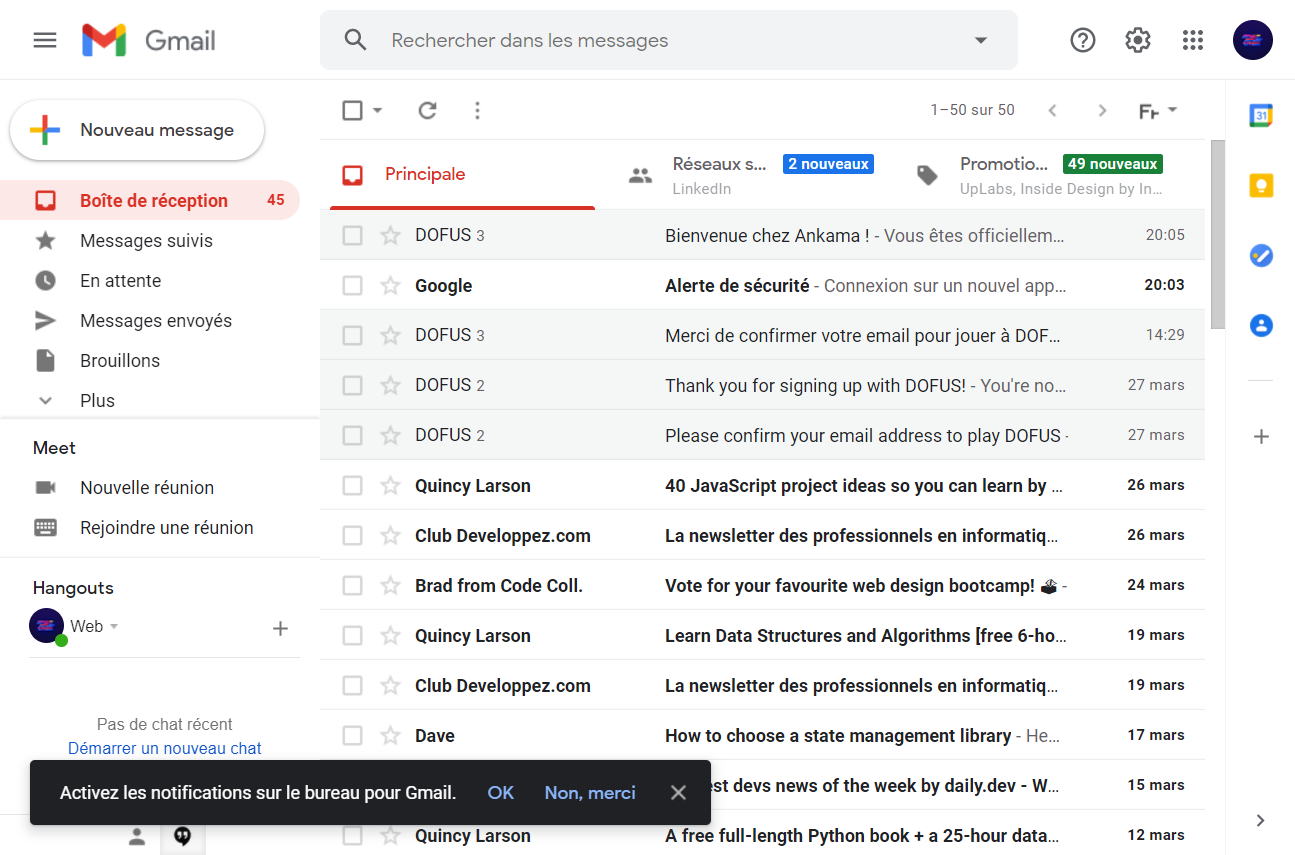 Gmail
Rechercher dans les messages
Nouveau message
1–50 sur 50
Boîte de réception 45
Messages suivis
En attente
Messages envoyés
Brouillons
Plus
Meet
Nouvelle réunion
Rejoindre une réunion
Hangouts
Web
Pas de chat récent
Démarrer un nouveau chat
Principale
Réseaux s... 2 nouveaux
LinkedIn
Promotio... 49 nouveaux
UpLabs, Inside Design by In...
DOFUS 3 Bienvenue chez Ankama ! - Vous êtes officiellem... 20:05
Google Alerte de sécurité - Connexion sur un nouvel app... 20:03
DOFUS 3 Merci de confirmer votre email pour jouer à DOF... 14:29
DOFUS 2 Thank you for signing up with DOFUS! - You're no... 27 mars
DOFUS 2 Please confirm your email address to play DOFUS - 27 mars
Quincy Larson 40 JavaScript project ideas so you can learn by ... 26 mars
Club Developpez.com La newsletter des professionnels en informatiq... 26 mars
Brad from Code Coll. Vote for your favourite web design bootcamp! 🗳 - 24 mars
Quincy Larson Learn Data Structures and Algorithms [free 6-ho... 19 mars
Club Developpez.com La newsletter des professionnels en informatiq... 19 mars
Dave How to choose a state management library - He... 17 mars
devs news of the week by daily.dev - W... 15 mars
Quincy Larson A free full-length Python book + a 25-hour data... 12 mars
Activez les notifications sur le bureau pour Gmail. OK Non, merci
31